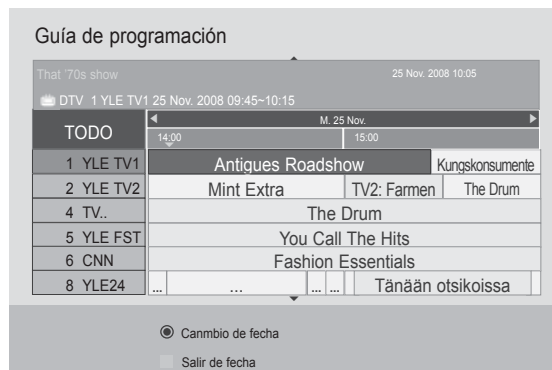 Guía de programación
That '70s show 25 Nov. 2008 10:05
DTV 1 YLE TV1 25 Nov. 2008 09:45~10:15
TODO
M. 25 Nov.
14:00 15:00
1 YLE TV1 Antigues Roadshow Kungskonsumente
2 YLE TV2 Mint Extra TV2: Farmen The Drum
4 TV.. The Drum
5 YLE FST You Call The Hits
6 CNN Fashion Essentials
8 YLE24 ... ... ... ... Tänään otsikoissa
Canmbio de fecha
Salir de fecha